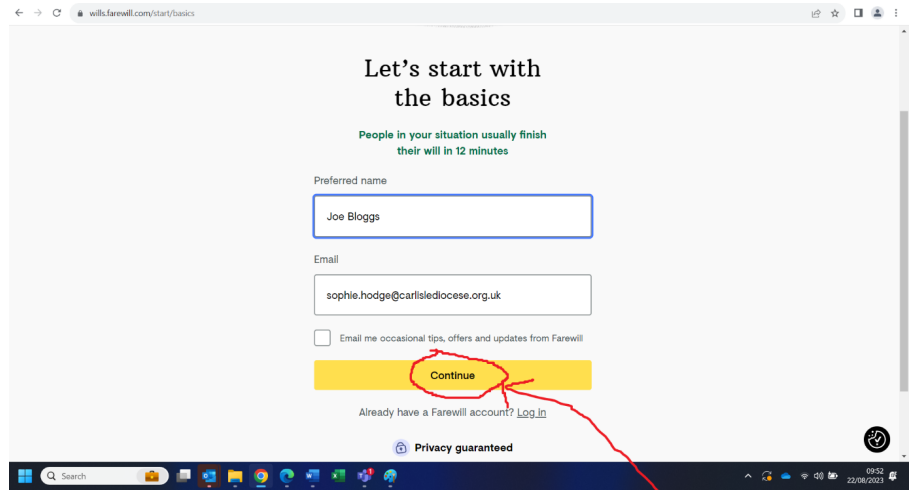 wills.farewill.com/start/basics
Let's start with
the basics
People in your situation usually finish
their will in 12 minutes
Preferred name
Joe Bloggs
Email
sophie.hodge@carlislediocese.org.uk
Email me occasional tips, offers and updates from Farewill
Continue
Already have a Farewill account? Log in
Privacy guaranteed
Search
09:52
22/08/2023